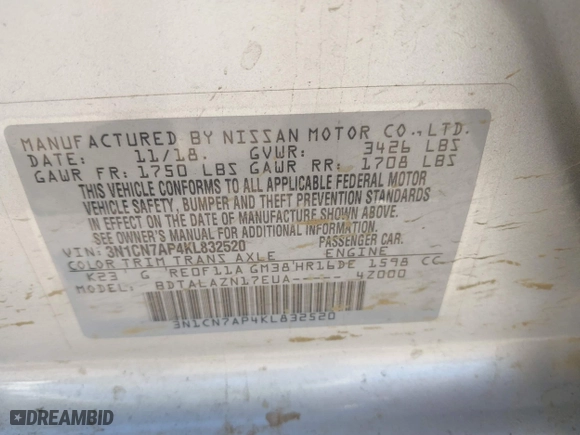 MANUFACTURED BY NISSAN MOTOR CO., LTD.
DATE: 11/18. GVWR: 3426 LBS
GAWR FR: 1750 LBS GAWR RR: 1708 LBS
THIS VEHICLE CONFORMS TO ALL APPLICABLE FEDERAL MOTOR
VEHICLE SAFETY, BUMPER AND THEFT PREVENTION STANDARDS
IN EFFECT ON THE DATE OF MANUFACTURE SHOWN ABOVE.
SEE OWNER'S MANUAL FOR ADDITIONAL INFORMATION.
VIN: 3N1CN7AP4KL832520 PASSENGER CAR.
COLOR TRIM TRANS AXLE ENGINE
K23 G RE0F11A GM38 HR16DE 1598 CC
MODEL: BDTALAZN17EUA----- 4Z000
3N1CN7AP4KL832520
DREAMBID